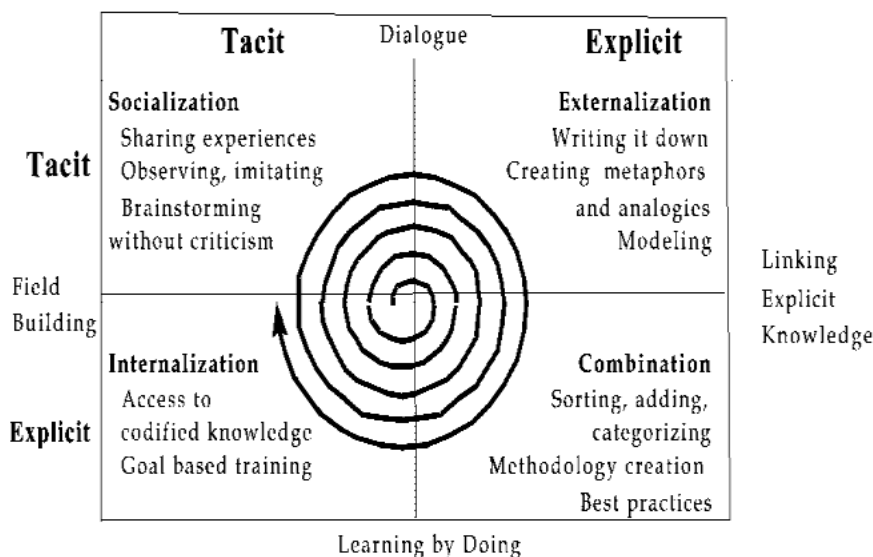 Tacit
Dialogue
Explicit
Tacit
Socialization
Sharing experiences
Observing, imitating
Brainstorming
without criticism
Externalization
Writing it down
Creating metaphors
and analogies
Modeling
Field
Building
Linking
Explicit
Knowledge
Explicit
Internalization
Access to
codified knowledge
Goal based training
Combination
Sorting, adding,
categorizing
Methodology creation
Best practices
Learning by Doing